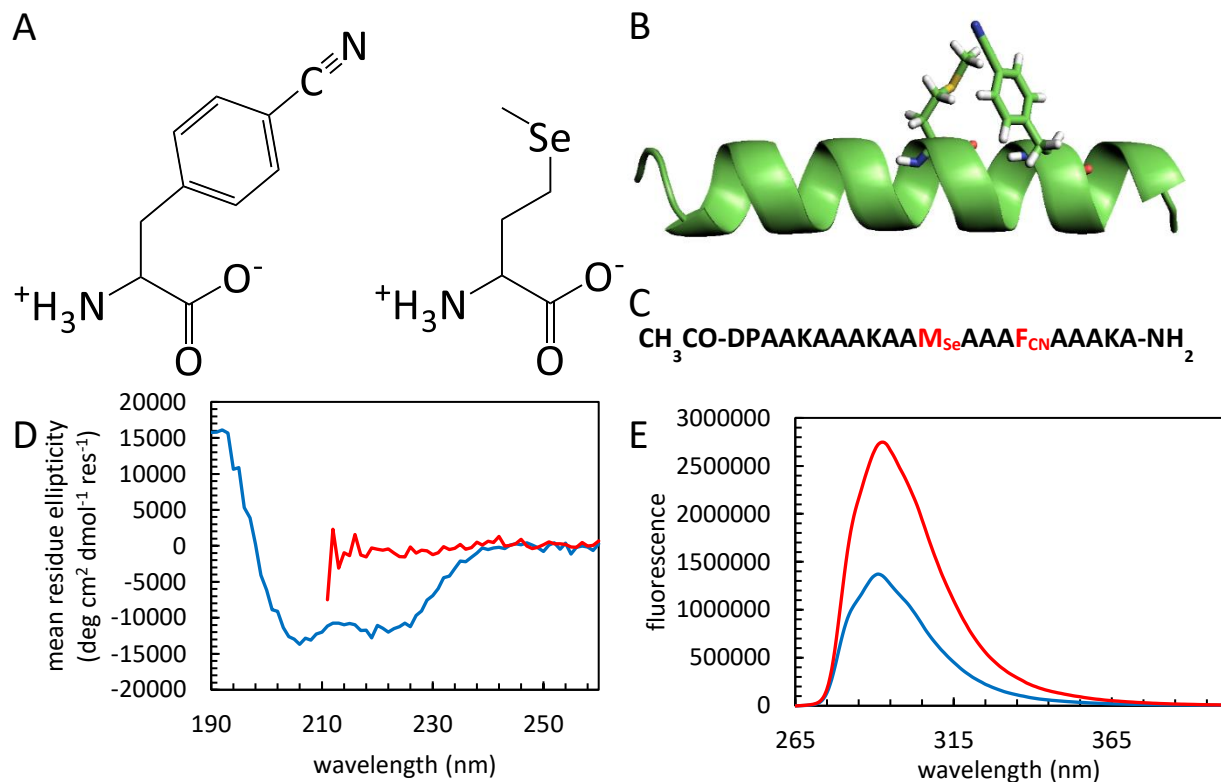 A
C≡N
+H3N
O-
O
Se
+H3N
O-
O
B
C
CH3CO-DPAAKAAAKAAMSeAAAFCNAAAKA-NH2
D
mean residue ellipticity
(deg cm2 dmol-1 res-1)
20000
15000
10000
5000
0
-5000
-10000
-15000
-20000
190
210
230
250
wavelength (nm)
E
fluorescence
3000000
2500000
2000000
1500000
1000000
500000
0
265
315
365
wavelength (nm)